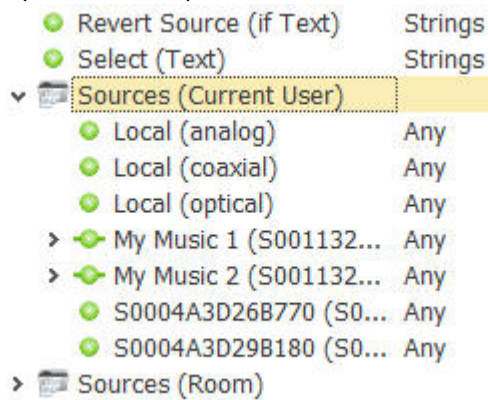 Revert Source (if Text) Strings
Select (Text) Strings
Sources (Current User)
Local (analog) Any
Local (coaxial) Any
Local (optical) Any
My Music 1 (S001132... Any
My Music 2 (S001132... Any
S0004A3D26B770 (S0... Any
S0004A3D29B180 (S0... Any
Sources (Room)